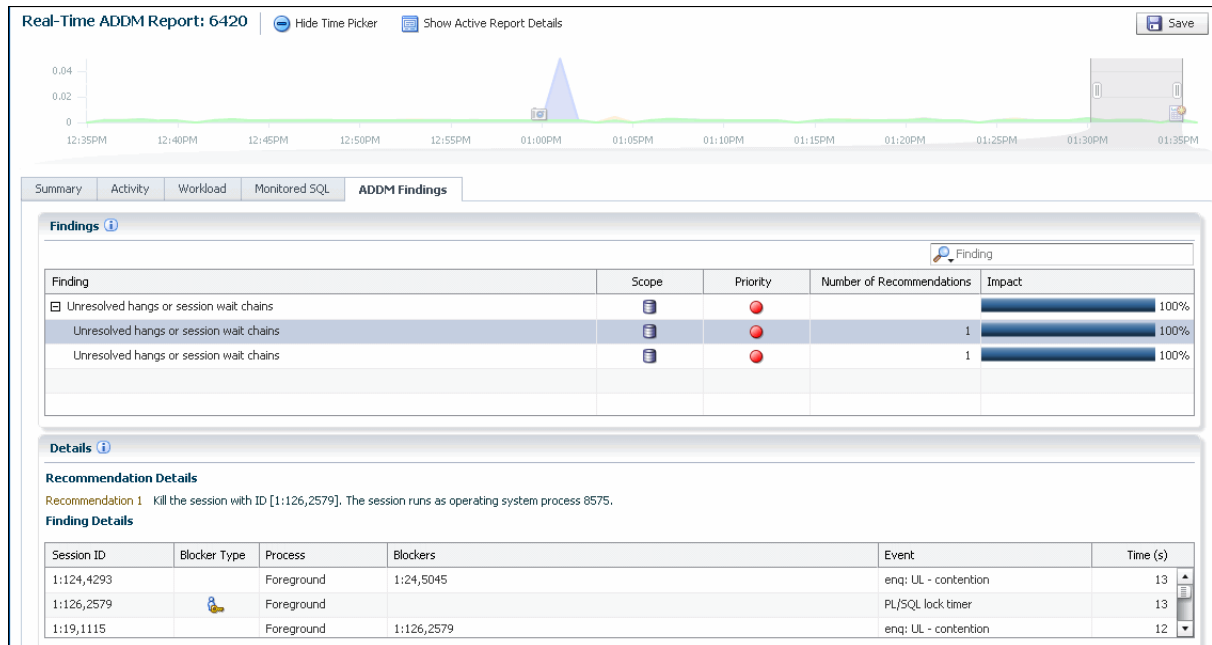 Real-Time ADDM Report: 6420 Hide Time Picker Show Active Report Details Save
0.04
0.02
0
12:35PM 12:40PM 12:45PM 12:50PM 12:55PM 01:00PM 01:05PM 01:10PM 01:15PM 01:20PM 01:25PM 01:30PM 01:35PM
Summary Activity Workload Monitored SQL ADDM Findings
Findings
Finding
Finding Scope Priority Number of Recommendations Impact
Unresolved hangs or session wait chains 100%
Unresolved hangs or session wait chains 1 100%
Unresolved hangs or session wait chains 1 100%
Details
Recommendation Details
Recommendation 1 Kill the session with ID [1:126,2579]. The session runs as operating system process 8575.
Finding Details
Session ID Blocker Type Process Blockers Event Time (s)
1:124,4293 Foreground 1:24,5045 enq: UL - contention 13
1:126,2579 Foreground PL/SQL lock timer 13
1:19,1115 Foreground 1:126,2579 enq: UL - contention 12